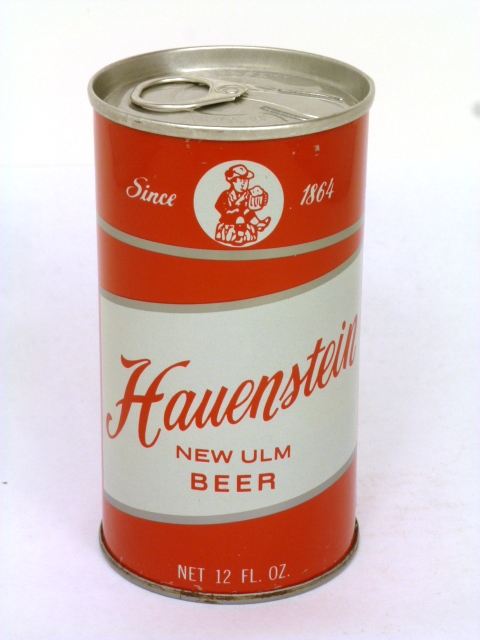 Since 1864
Hauenstein
NEW ULM
BEER
NET 12 FL. OZ.